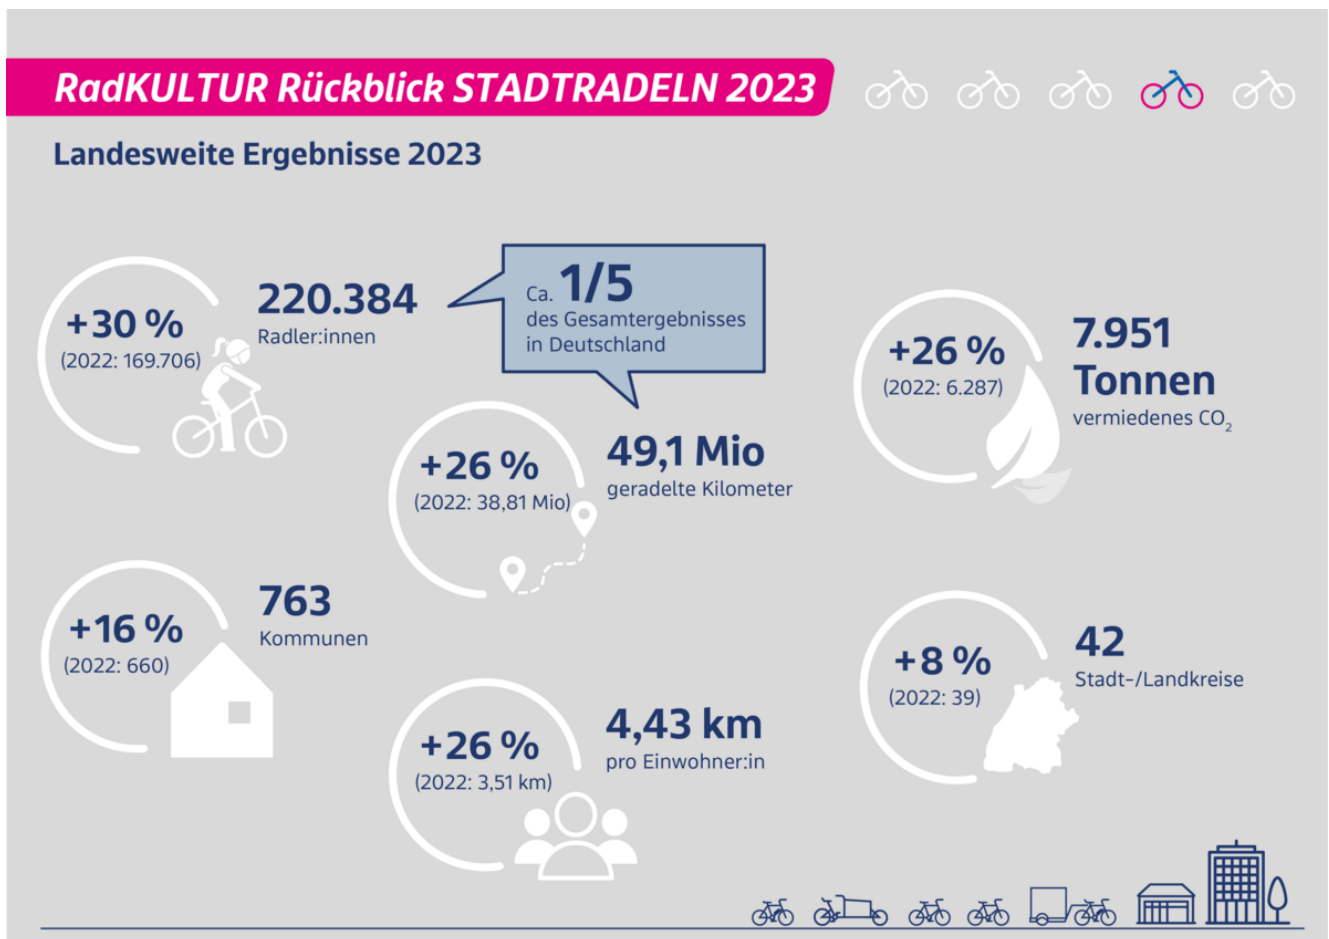 RadKULTUR Rückblick STADTRADELN 2023
Landesweite Ergebnisse 2023
+30 %
(2022: 169.706)
220.384
Radler:innen
Ca. 1/5
des Gesamtergebnisses
in Deutschland
+26 %
(2022: 38,81 Mio)
49,1 Mio
geradelte Kilometer
+26 %
(2022: 6.287)
7.951
Tonnen
vermiedenes CO₂
+16 %
(2022: 660)
763
Kommunen
+26 %
(2022: 3,51 km)
4,43 km
pro Einwohner:in
+8 %
(2022: 39)
42
Stadt-/Landkreise